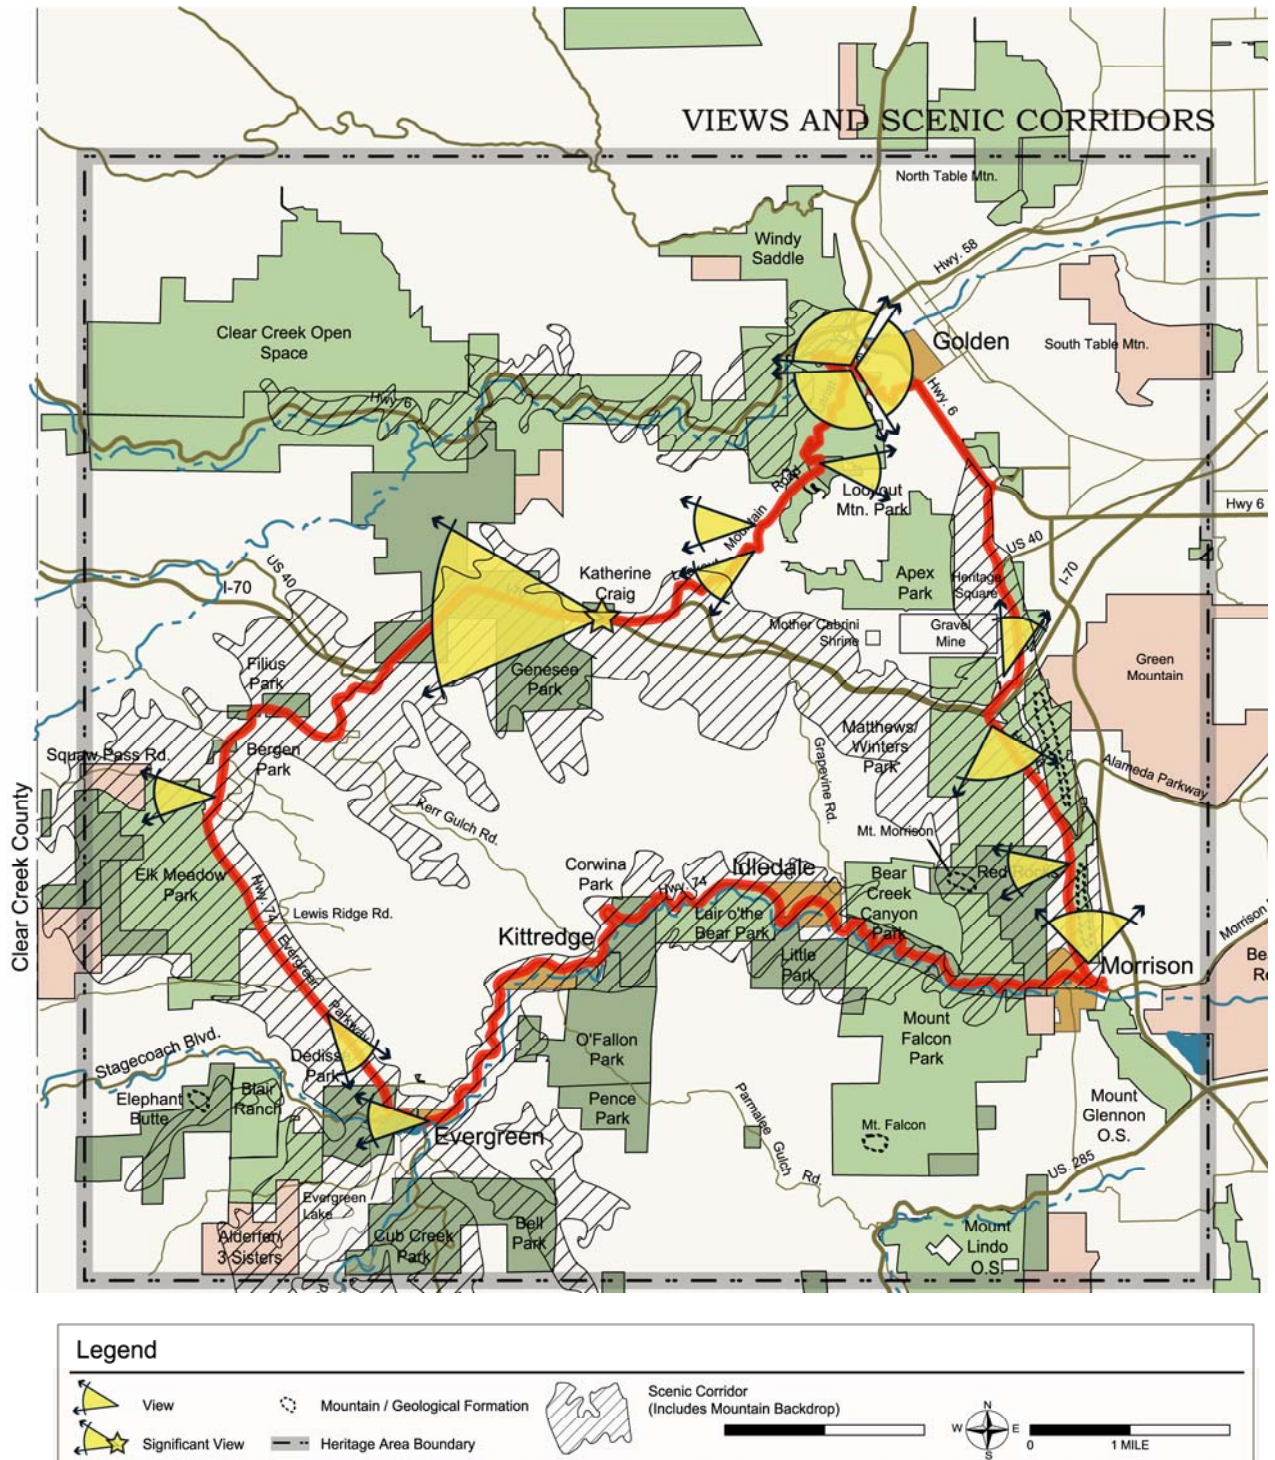 VIEWS AND SCENIC CORRIDORS
North Table Mtn.
Windy
Saddle
Hwy. 58
Clear Creek Open
Space
Golden
South Table Mtn.
Hwy. 6
Hwy. 6
Road
Lookout
Mtn. Park
Hwy 6
Mountain
US 40
US 40
I-70
I-70
Katherine
Craig
Apex
Park
Heritage
Square
Mother Cabrini
Shrine
Gravel
Mine
Green
Mountain
Filius
Park
Genesee
Park
Squaw Pass Rd.
Bergen
Park
Matthews/
Winters
Park
Alameda Parkway
Grapevine Rd.
Kerr Gulch Rd.
Mt. Morrison
Clear Creek County
Elk Meadow
Park
Corwina
Park
Idledale
Hwy. 74
Bear
Creek
Canyon
Park
Red Rocks
Hwy. 74
Lewis Ridge Rd.
Lair o'the
Bear Park
Kittredge
Little
Park
Morrison
Evergreen
Parkway
Morrison
Stagecoach Blvd.
O'Fallon
Park
Mount
Falcon
Park
Elephant
Butte
Blair
Ranch
Pence
Park
Parmalee
Gulch
Rd.
Mount
Glennon
O.S.
Mt. Falcon
Evergreen
US 285
Evergreen
Lake
Alderfer/
3 Sisters
Cub Creek
Park
Bell
Park
Mount
Lindo
O.S.
Legend
View
Mountain / Geological Formation
Scenic Corridor
(Includes Mountain Backdrop)
Significant View
Heritage Area Boundary
N
W E
S
0 1 MILE